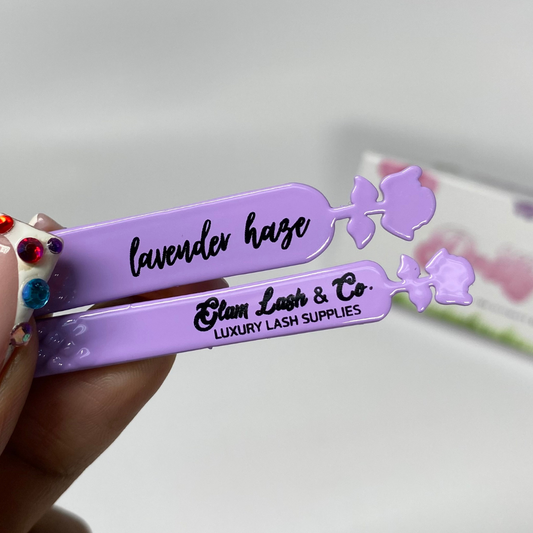 lavender haze
Glam Lash & Co.
LUXURY LASH SUPPLIES